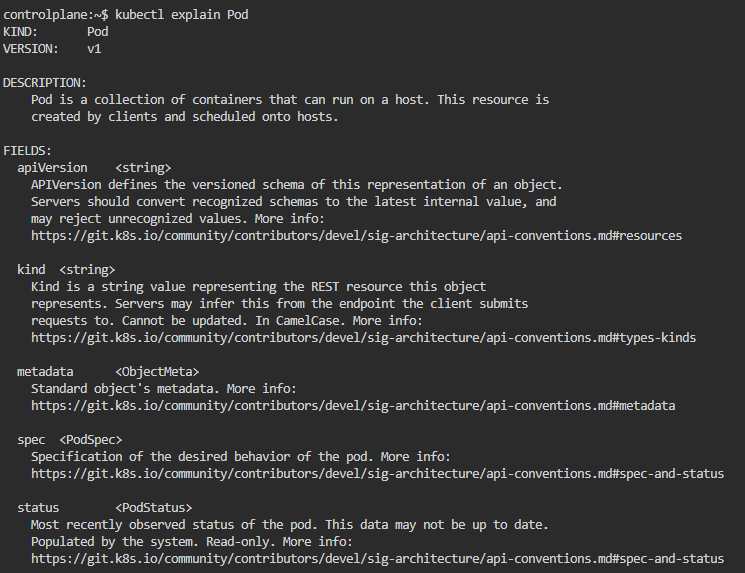 controlplane:~$ kubectl explain Pod
KIND:       Pod
VERSION:    v1

DESCRIPTION:
    Pod is a collection of containers that can run on a host. This resource is
    created by clients and scheduled onto hosts.

FIELDS:
  apiVersion    <string>
    APIVersion defines the versioned schema of this representation of an object.
    Servers should convert recognized schemas to the latest internal value, and
    may reject unrecognized values. More info:
    https://git.k8s.io/community/contributors/devel/sig-architecture/api-conventions.md#resources

  kind  <string>
    Kind is a string value representing the REST resource this object
    represents. Servers may infer this from the endpoint the client submits
    requests to. Cannot be updated. In CamelCase. More info:
    https://git.k8s.io/community/contributors/devel/sig-architecture/api-conventions.md#types-kinds

  metadata      <ObjectMeta>
    Standard object's metadata. More info:
    https://git.k8s.io/community/contributors/devel/sig-architecture/api-conventions.md#metadata

  spec  <PodSpec>
    Specification of the desired behavior of the pod. More info:
    https://git.k8s.io/community/contributors/devel/sig-architecture/api-conventions.md#spec-and-status

  status        <PodStatus>
    Most recently observed status of the pod. This data may not be up to date.
    Populated by the system. Read-only. More info:
    https://git.k8s.io/community/contributors/devel/sig-architecture/api-conventions.md#spec-and-status